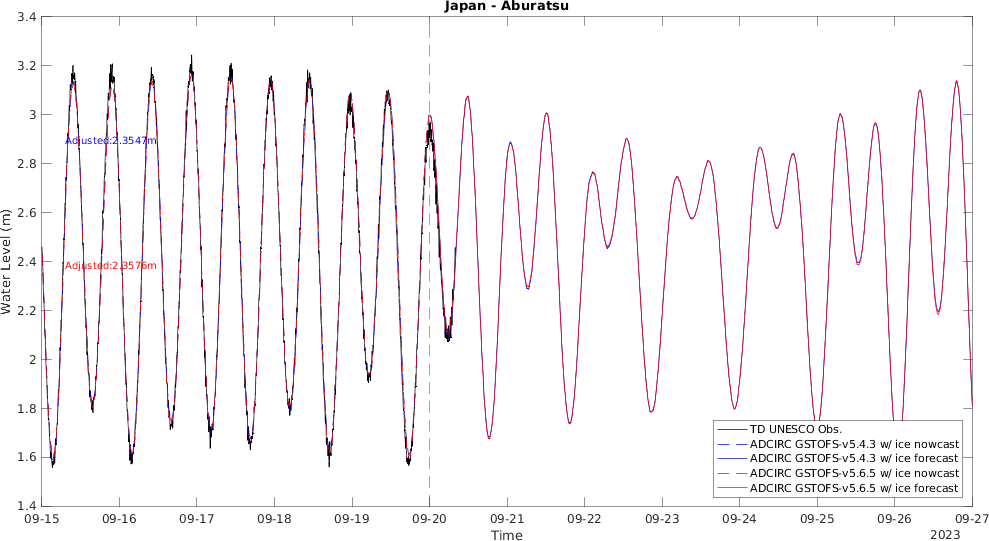 Japan - Aburatsu
3.4
3.2
3
2.8
2.6
2.4
2.2
2
1.8
1.6
1.4
Water Level (m)
Adjusted:2.3547m
Adjusted:2.3576m
TD UNESCO Obs.
ADCIRC GSTOFS-v5.4.3 w/ ice nowcast
ADCIRC GSTOFS-v5.4.3 w/ ice forecast
ADCIRC GSTOFS-v5.6.5 w/ ice nowcast
ADCIRC GSTOFS-v5.6.5 w/ ice forecast
09-15 09-16 09-17 09-18 09-19 09-20 09-21 09-22 09-23 09-24 09-25 09-26 09-27
Time
2023